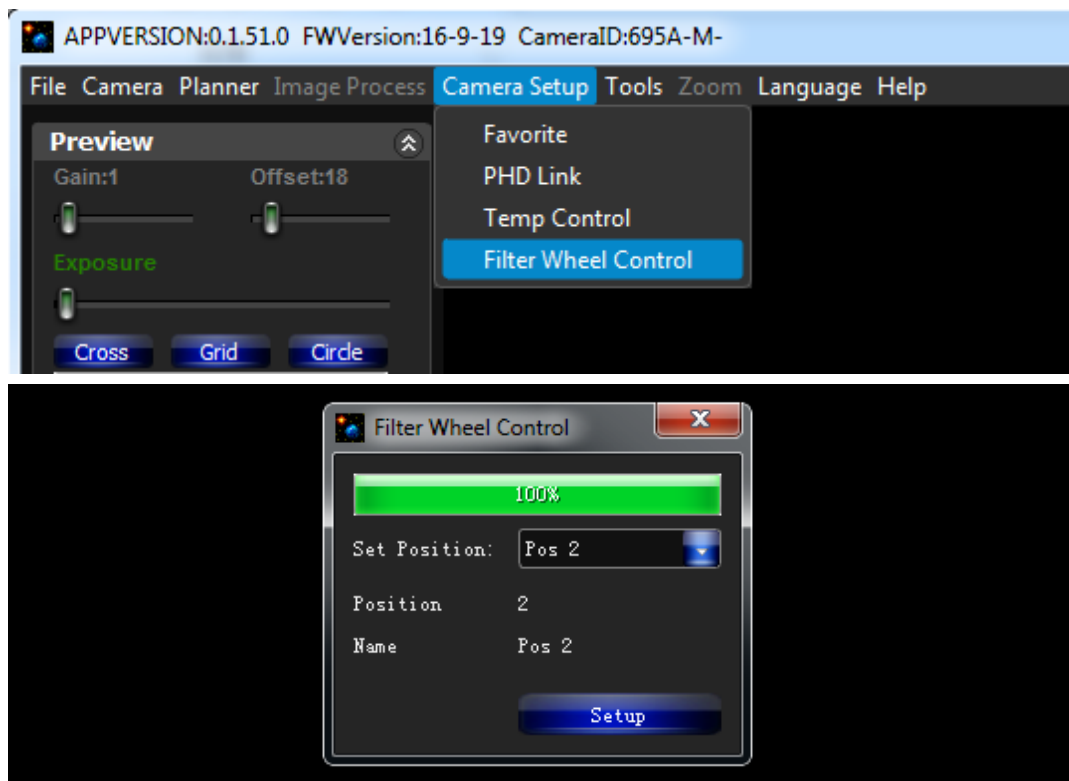 APPVERSION:0.1.51.0 FWVersion:16-9-19 CameraID:695A-M-
File Camera Planner Image Process Camera Setup Tools Zoom Language Help
Preview
Gain:1 Offset:18
Exposure
Cross Grid Circle
Favorite
PHD Link
Temp Control
Filter Wheel Control
Filter Wheel Control
100%
Set Position: Pos 2
Position 2
Name Pos 2
Setup